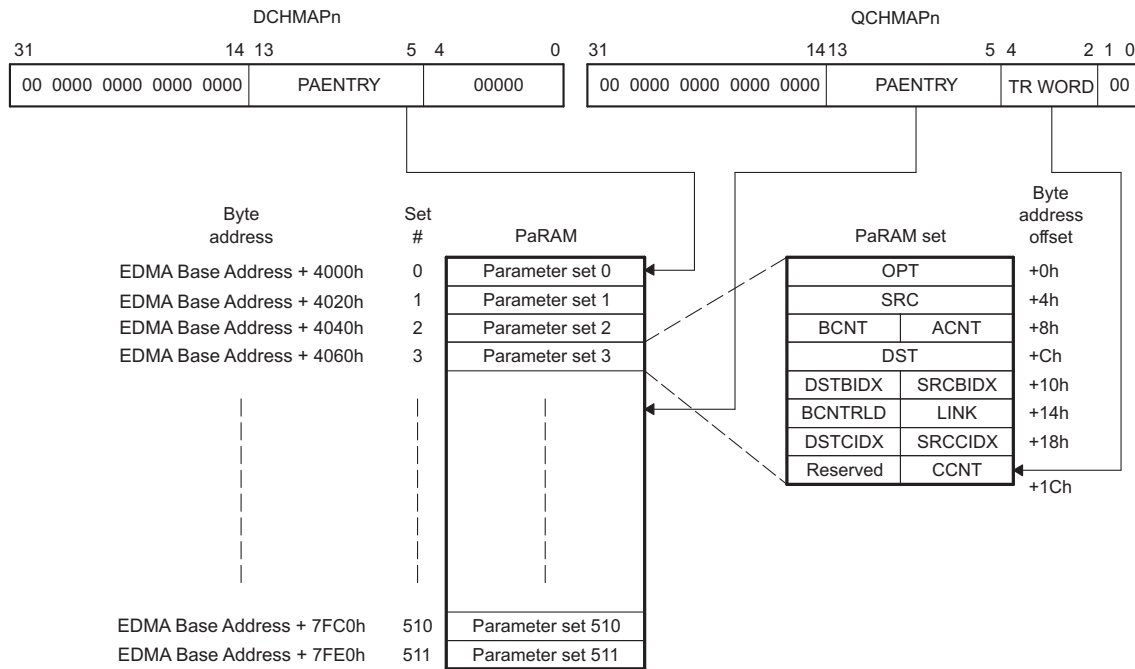 DCHMAPn
QCHMAPn
31 14 13 5 4 0
31 14 13 5 4 2 1 0
00 0000 0000 0000 0000 PAENTRY 00000
00 0000 0000 0000 0000 PAENTRY TR WORD 00
Byte
address
Set
#
PaRAM
PaRAM set
Byte
address
offset
EDMA Base Address + 4000h 0 Parameter set 0
EDMA Base Address + 4020h 1 Parameter set 1
EDMA Base Address + 4040h 2 Parameter set 2
EDMA Base Address + 4060h 3 Parameter set 3
OPT +0h
SRC +4h
BCNT ACNT +8h
DST +Ch
DSTBIDX SRCBIDX +10h
BCNTRLD LINK +14h
DSTCIDX SRCCIDX +18h
Reserved CCNT +1Ch
EDMA Base Address + 7FC0h 510 Parameter set 510
EDMA Base Address + 7FE0h 511 Parameter set 511